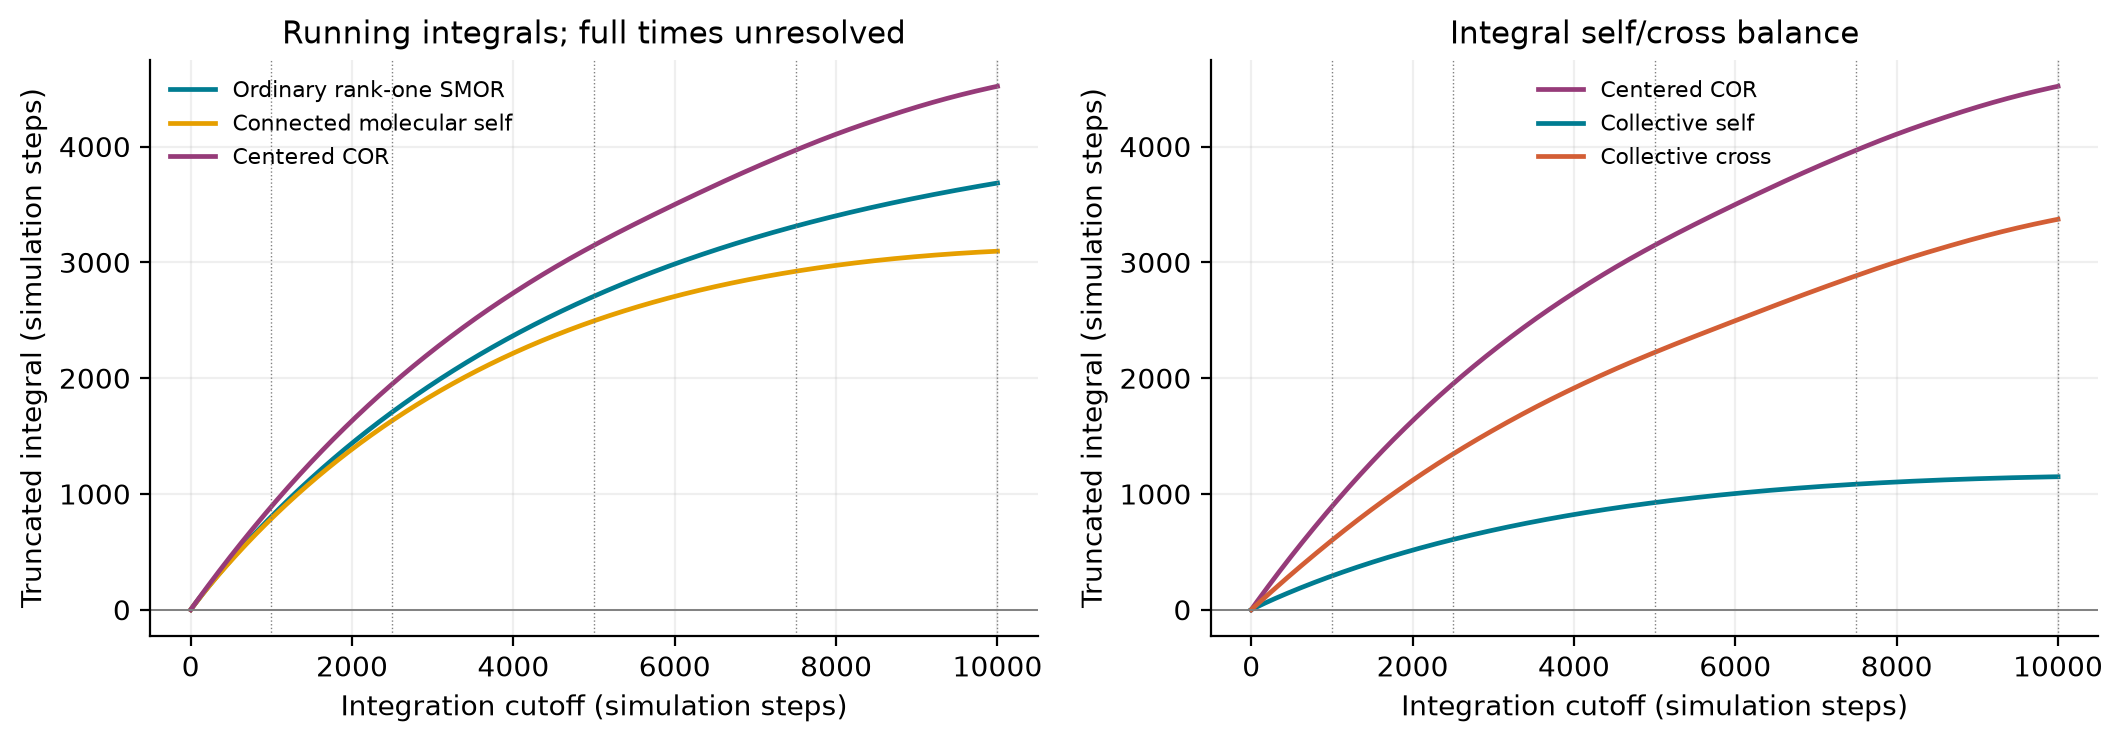 Running integrals; full times unresolved
Ordinary rank-one SMOR
Connected molecular self
Centered COR
Truncated integral (simulation steps)
4000
3000
2000
1000
0
0 2000 4000 6000 8000 10000
Integration cutoff (simulation steps)
Integral self/cross balance
Centered COR
Collective self
Collective cross
Truncated integral (simulation steps)
4000
3000
2000
1000
0
0 2000 4000 6000 8000 10000
Integration cutoff (simulation steps)